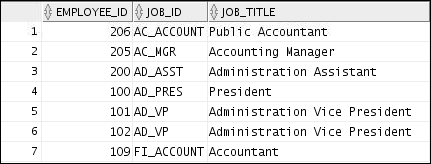 EMPLOYEE_ID JOB_ID JOB_TITLE
1 206 AC_ACCOUNT Public Accountant
2 205 AC_MGR Accounting Manager
3 200 AD_ASST Administration Assistant
4 100 AD_PRES President
5 101 AD_VP Administration Vice President
6 102 AD_VP Administration Vice President
7 109 FI_ACCOUNT Accountant